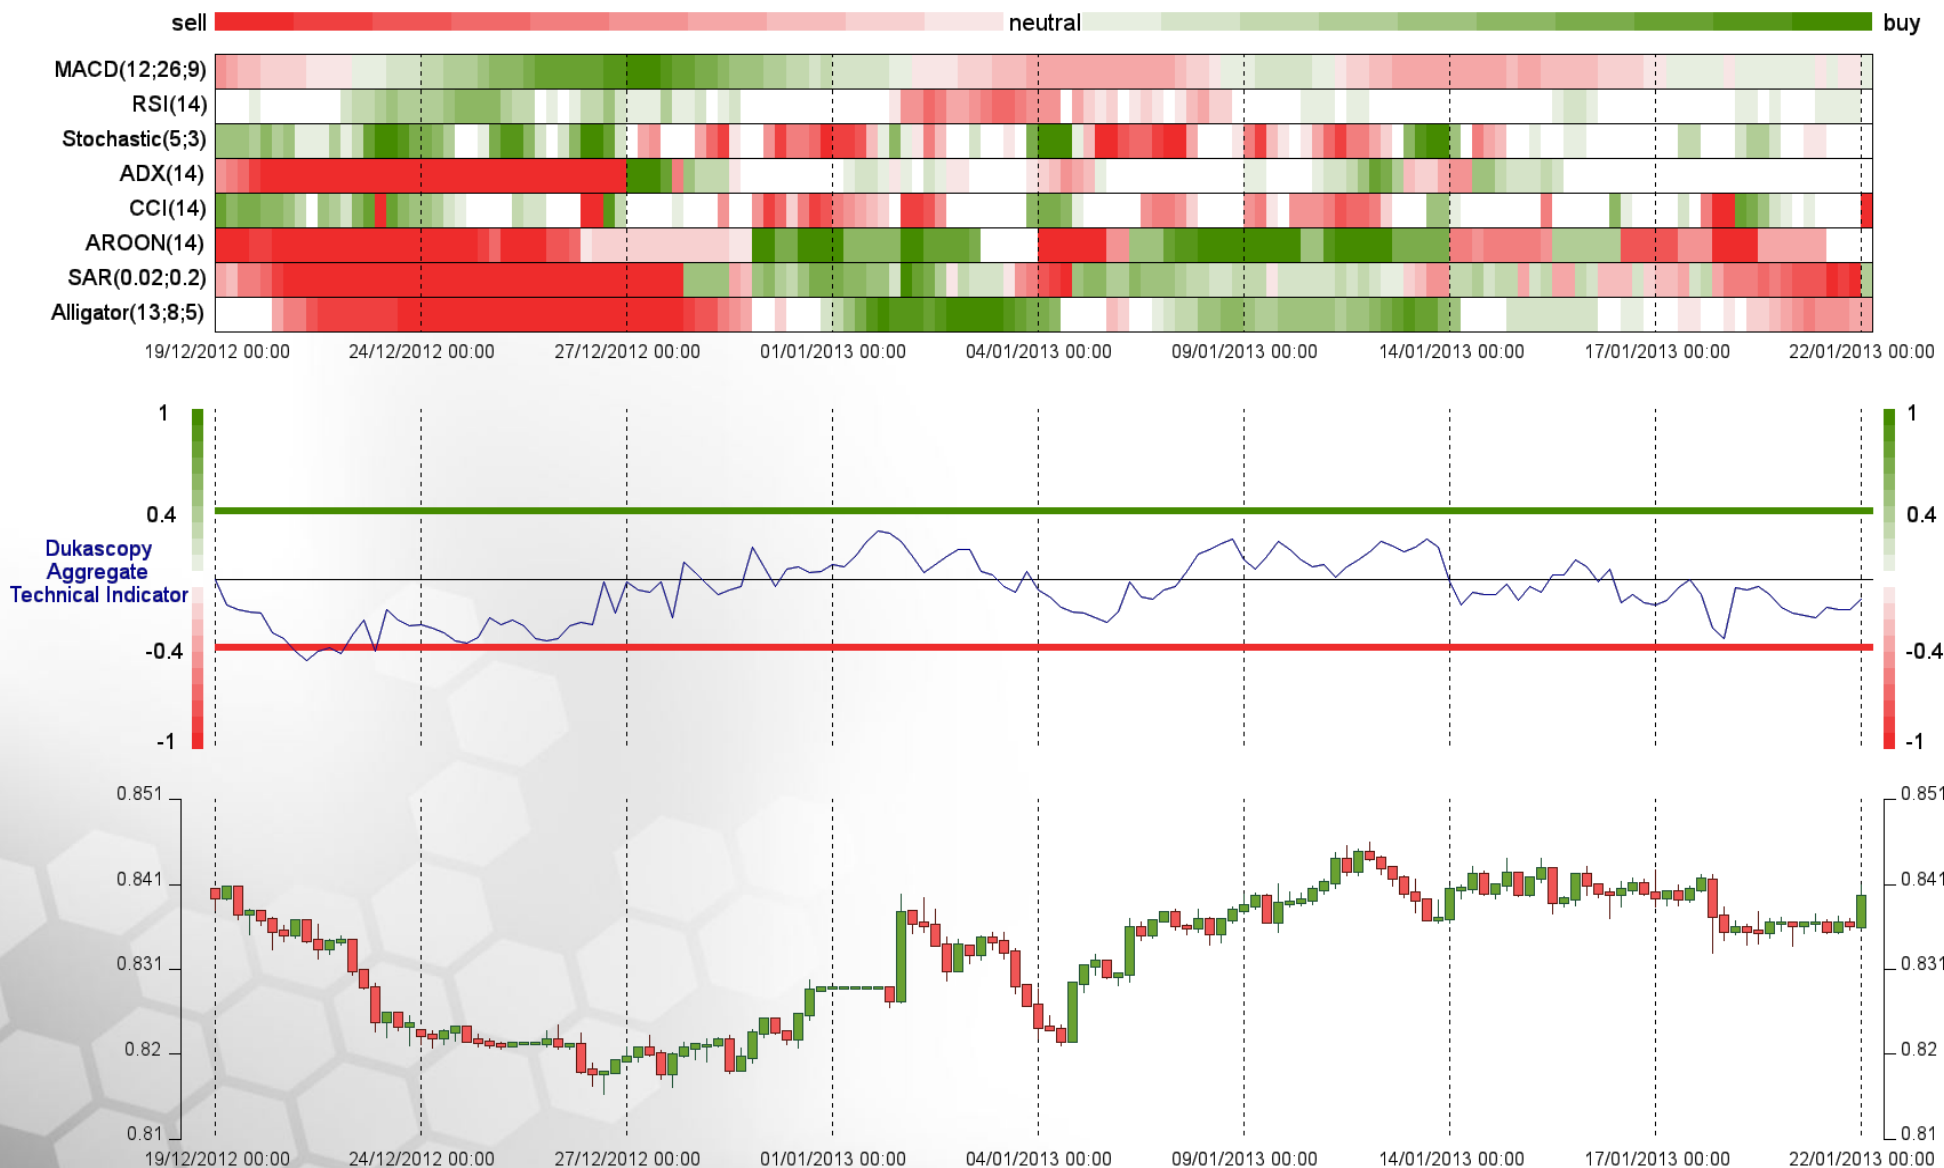 sell neutral buy
MACD(12;26;9)
RSI(14)
Stochastic(5;3)
ADX(14)
CCI(14)
AROON(14)
SAR(0.02;0.2)
Alligator(13;8;5)
19/12/2012 00:00 24/12/2012 00:00 27/12/2012 00:00 01/01/2013 00:00 04/01/2013 00:00 09/01/2013 00:00 14/01/2013 00:00 17/01/2013 00:00 22/01/2013 00:00
1 1
0.4 0.4
Dukascopy
Aggregate
Technical Indicator
-0.4 -0.4
-1 -1
0.851 0.851
0.841 0.841
0.831 0.831
0.82 0.82
0.81 0.81
19/12/2012 00:00 24/12/2012 00:00 27/12/2012 00:00 01/01/2013 00:00 04/01/2013 00:00 09/01/2013 00:00 14/01/2013 00:00 17/01/2013 00:00 22/01/2013 00:00